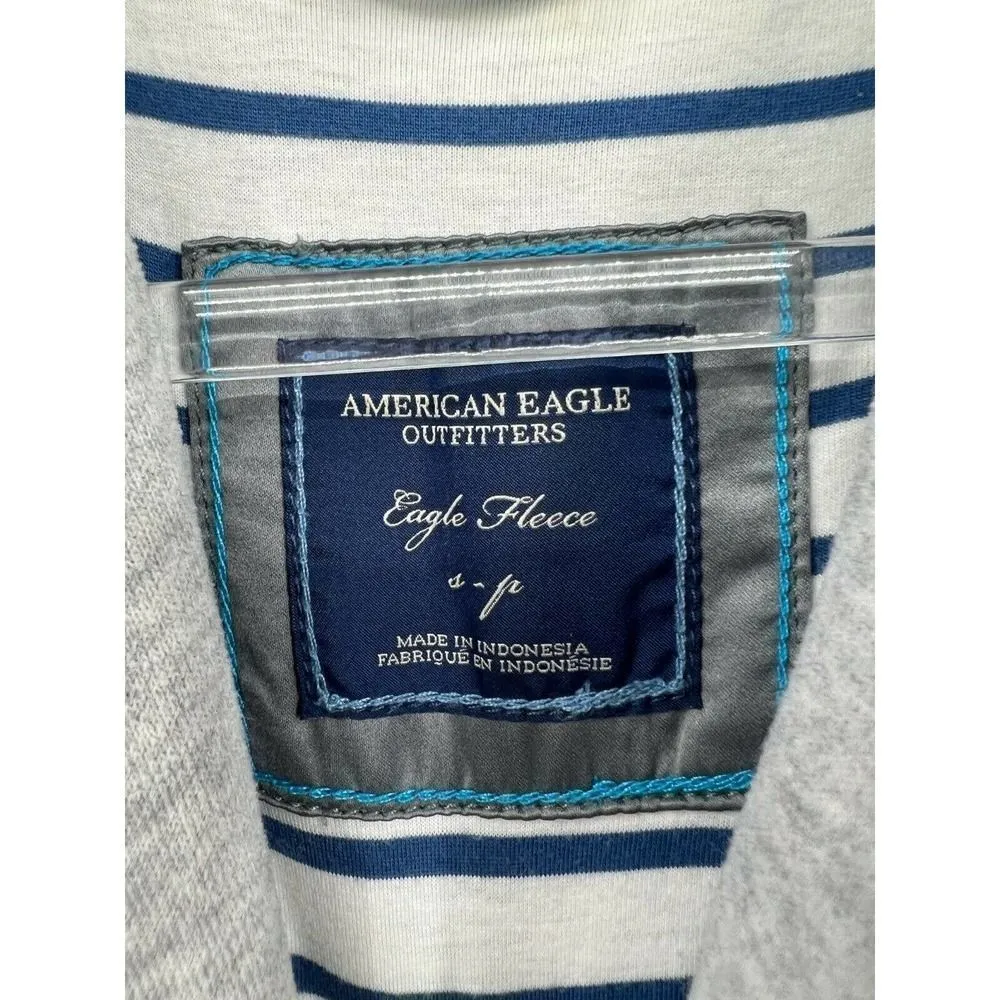 AMERICAN EAGLE
OUTFITTERS
Eagle Fleece
s - p
MADE IN INDONESIA
FABRIQUÉ EN INDONÉSIE